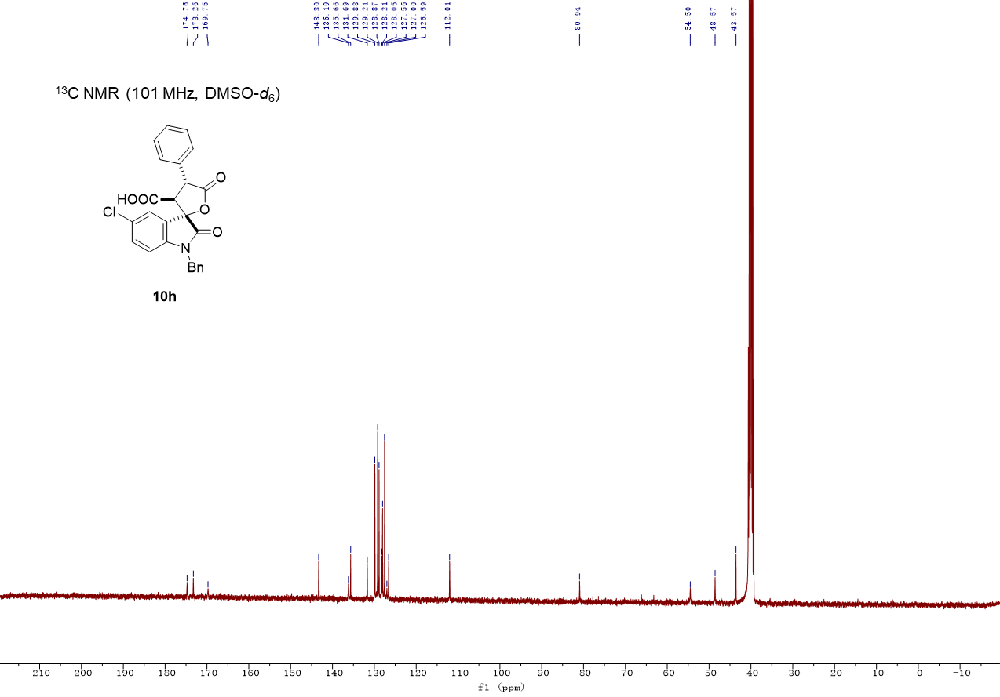 174.76
173.26
169.75
143.30
136.19
135.66
131.69
129.88
129.21
128.87
128.21
128.05
127.56
127.00
126.59
112.01
80.94
54.50
48.57
43.57
¹³C NMR (101 MHz, DMSO-d₆)
O
HOOC
Cl
O
O
N
Bn
10h
210 200 190 180 170 160 150 140 130 120 110 100 90 80 70 60 50 40 30 20 10 0 -10
f1 (ppm)